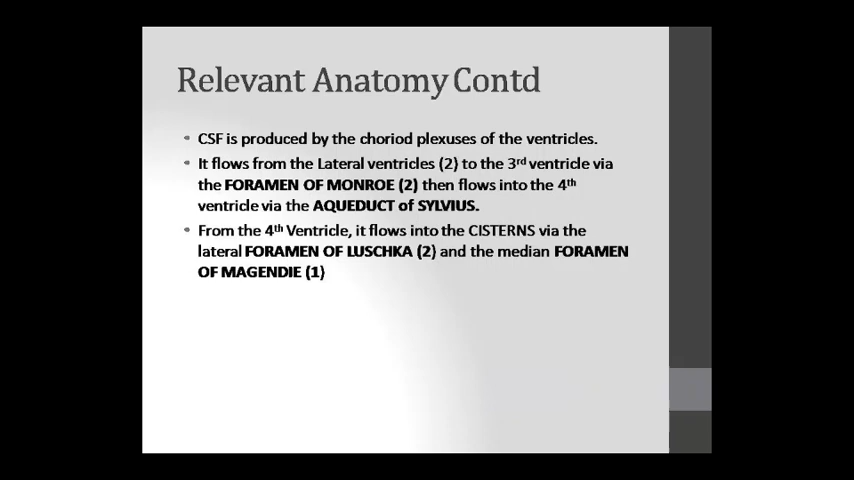 Relevant Anatomy Contd
• CSF is produced by the choriod plexuses of the ventricles.
• It flows from the Lateral ventricles (2) to the 3rd ventricle via
the FORAMEN OF MONROE (2) then flows into the 4th
ventricle via the AQUEDUCT of SYLVIUS.
• From the 4th Ventricle, it flows into the CISTERNS via the
lateral FORAMEN OF LUSCHKA (2) and the median FORAMEN
OF MAGENDIE (1)